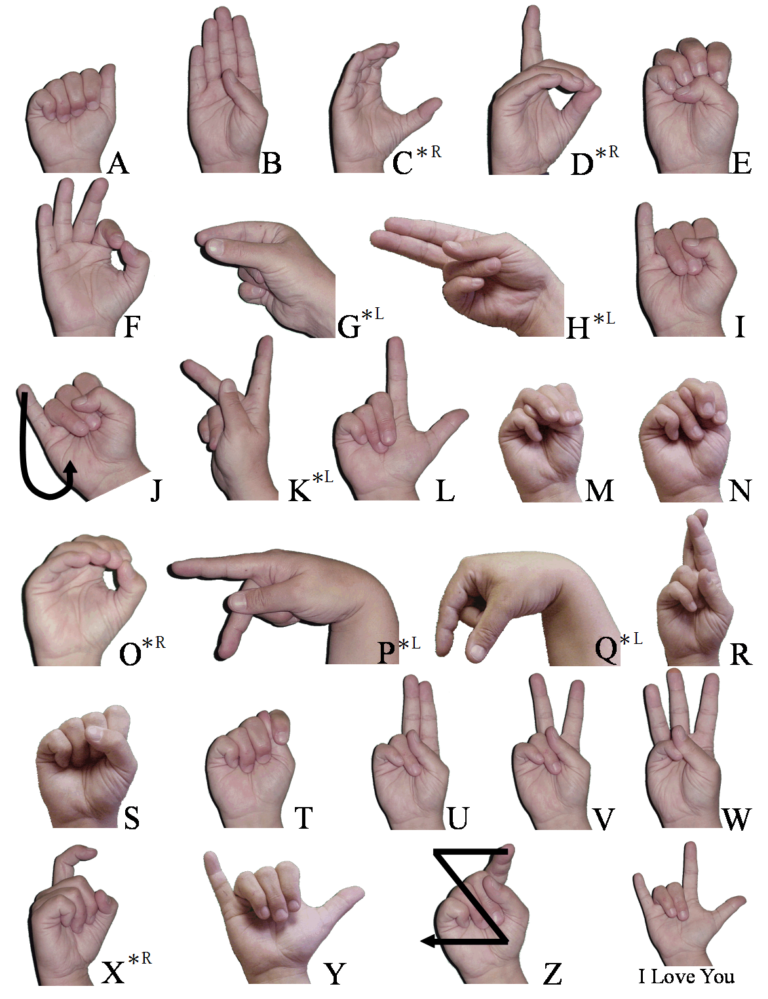 A B C*R D*R E
F G*L H*L I
J K*L L M N
O*R P*L Q*L R
S T U V W
X*R Y Z I Love You